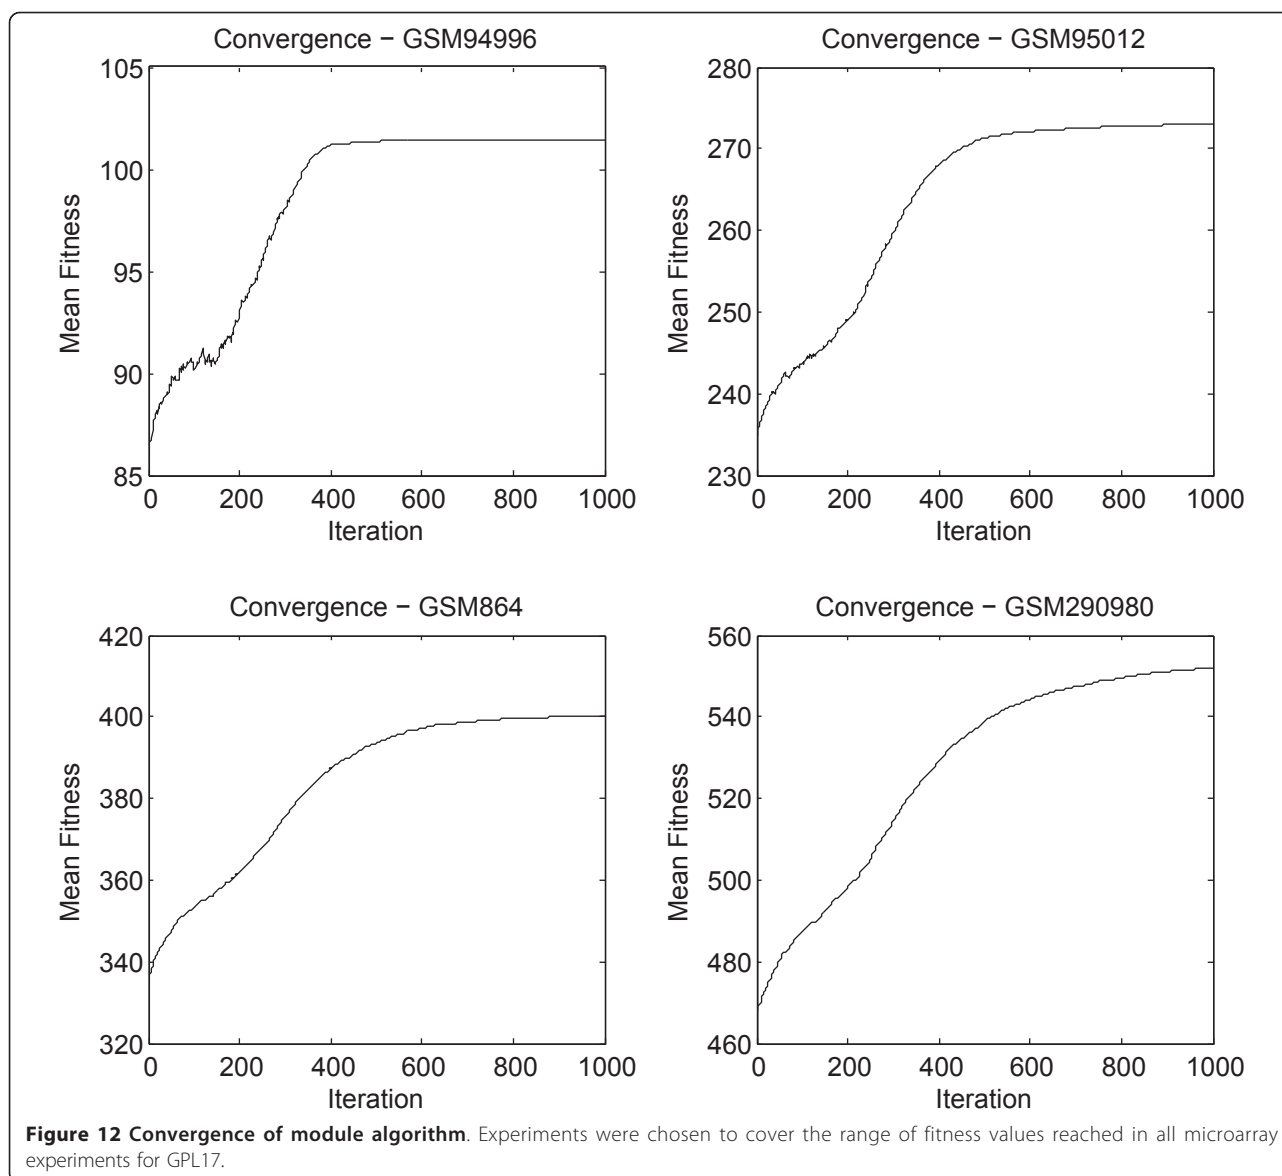 Convergence − GSM94996
105
100
95
90
85
Mean Fitness
0 200 400 600 800 1000
Iteration
Convergence − GSM95012
280
270
260
250
240
230
Mean Fitness
0 200 400 600 800 1000
Iteration
Convergence − GSM864
420
400
380
360
340
320
Mean Fitness
0 200 400 600 800 1000
Iteration
Convergence − GSM290980
560
540
520
500
480
460
Mean Fitness
0 200 400 600 800 1000
Iteration
Figure 12 Convergence of module algorithm. Experiments were chosen to cover the range of fitness values reached in all microarray
experiments for GPL17.